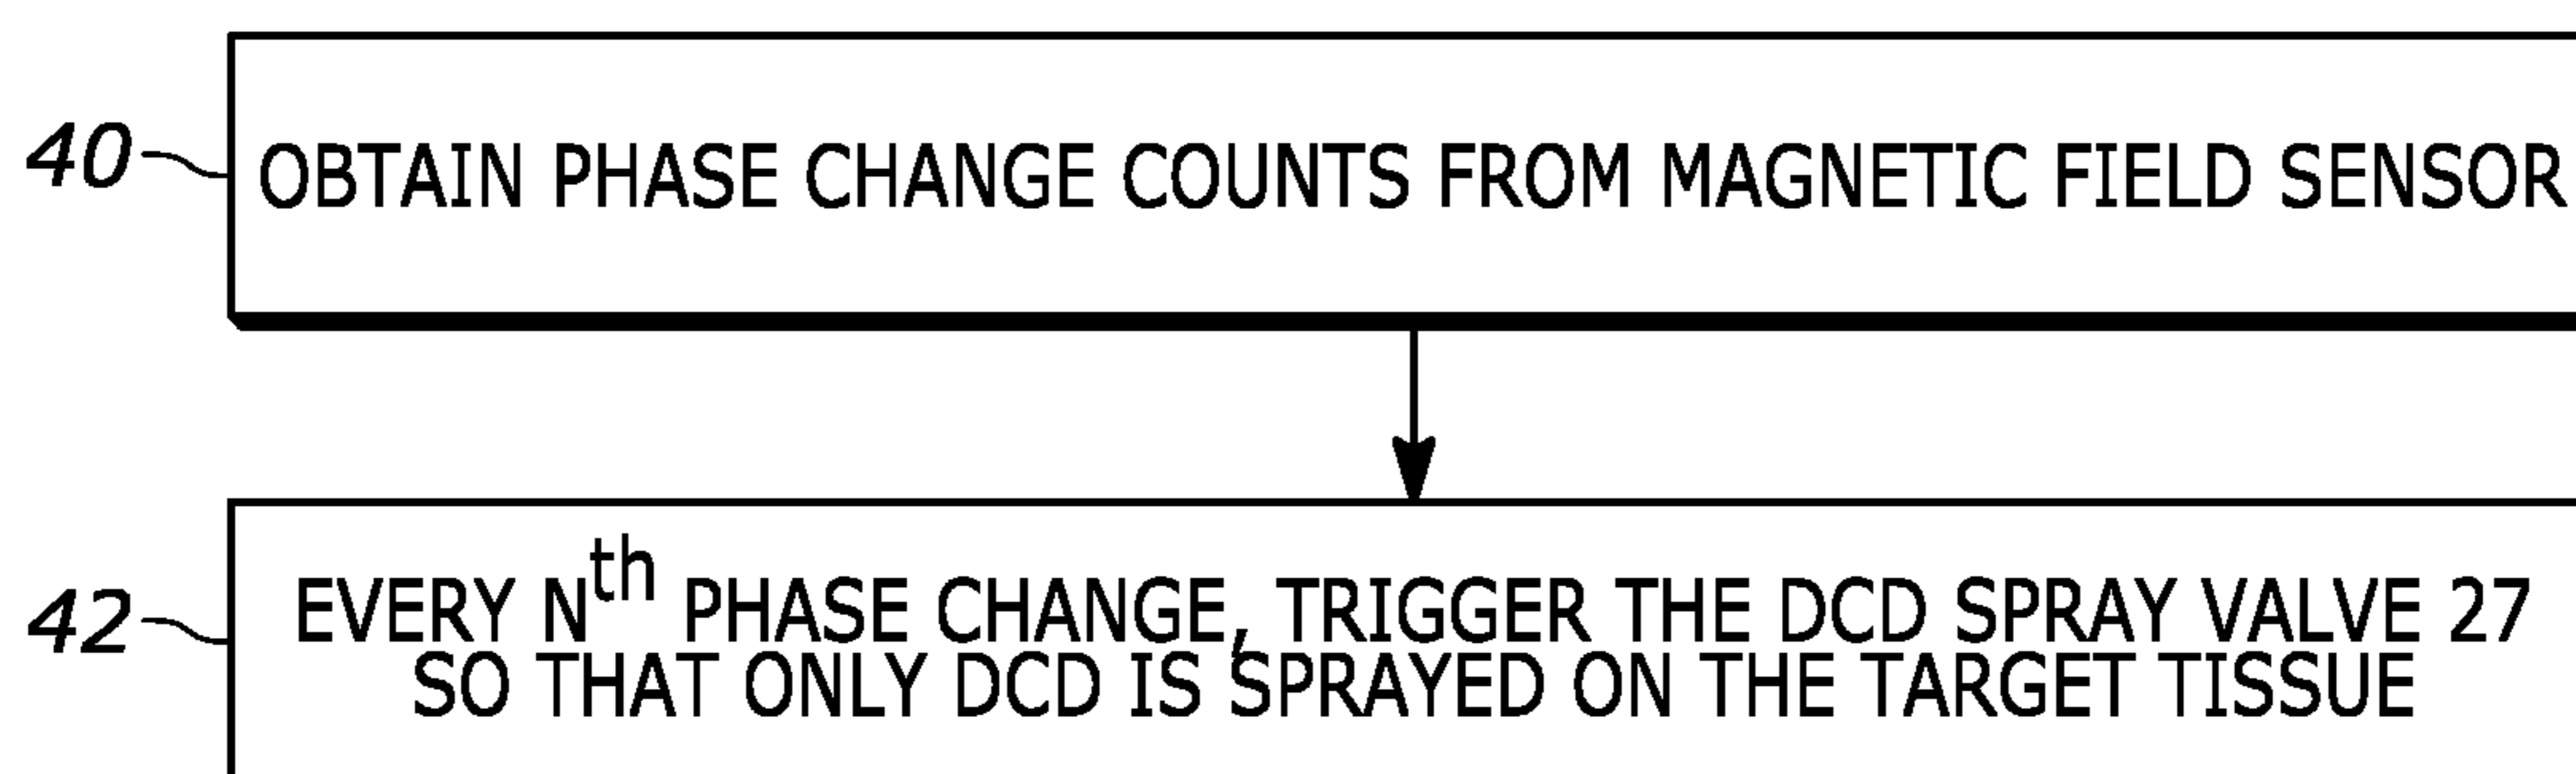 40
OBTAIN PHASE CHANGE COUNTS FROM MAGNETIC FIELD SENSOR
42
EVERY Nth PHASE CHANGE, TRIGGER THE DCD SPRAY VALVE 27
SO THAT ONLY DCD IS SPRAYED ON THE TARGET TISSUE